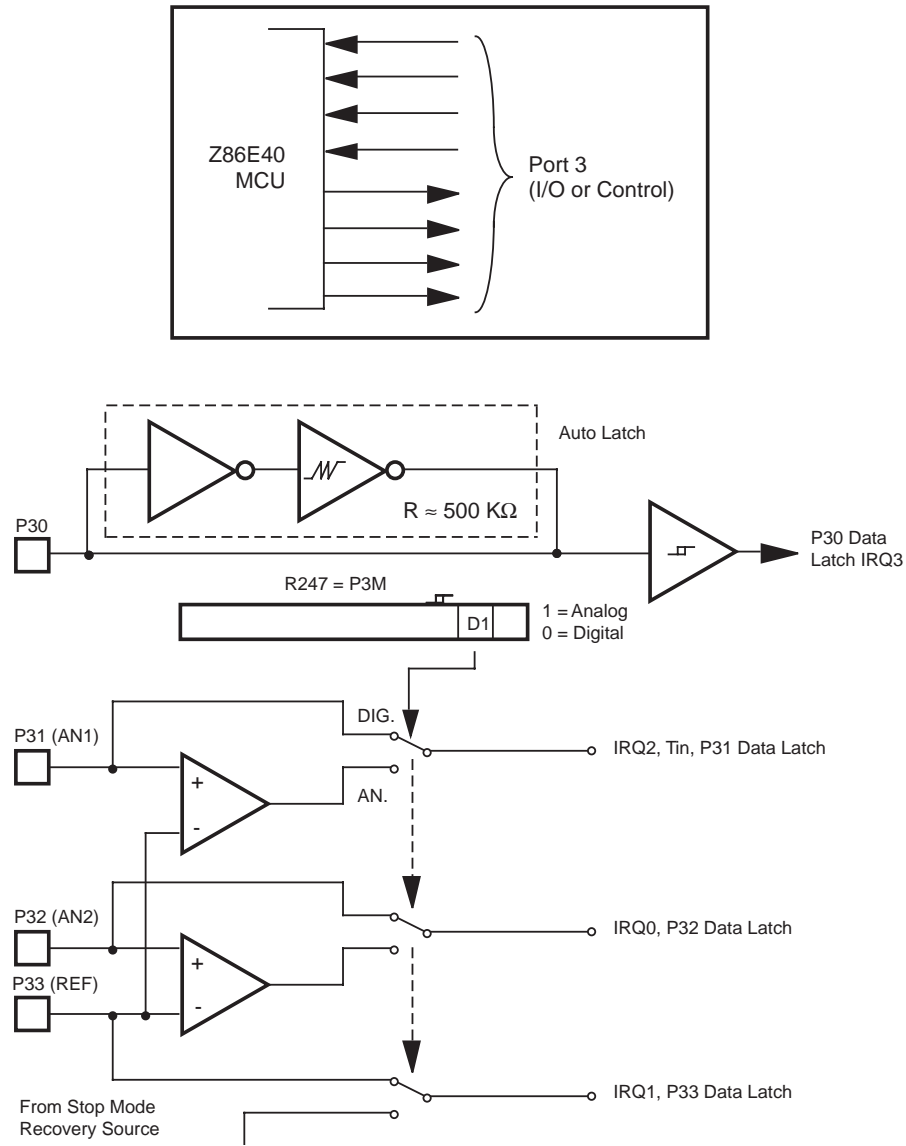 Z86E40
MCU
Port 3
(I/O or Control)
Auto Latch
R ≈ 500 KΩ
P30
P30 Data
Latch IRQ3
R247 = P3M
D1
1 = Analog
0 = Digital
DIG.
P31 (AN1)
IRQ2, Tin, P31 Data Latch
+
AN.
-
P32 (AN2)
IRQ0, P32 Data Latch
+
P33 (REF)
-
IRQ1, P33 Data Latch
From Stop Mode
Recovery Source